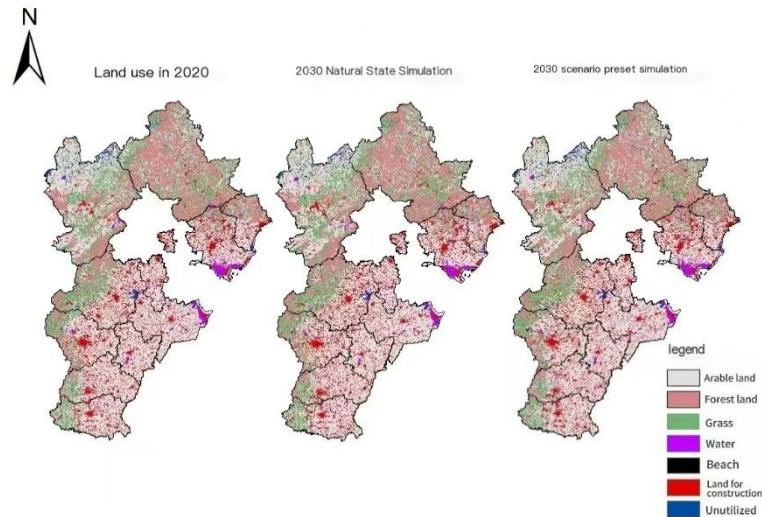 N
Land use in 2020
2030 Natural State Simulation
2030 scenario preset simulation
legend
Arable land
Forest land
Grass
Water
Beach
Land for
construction
Unutilized